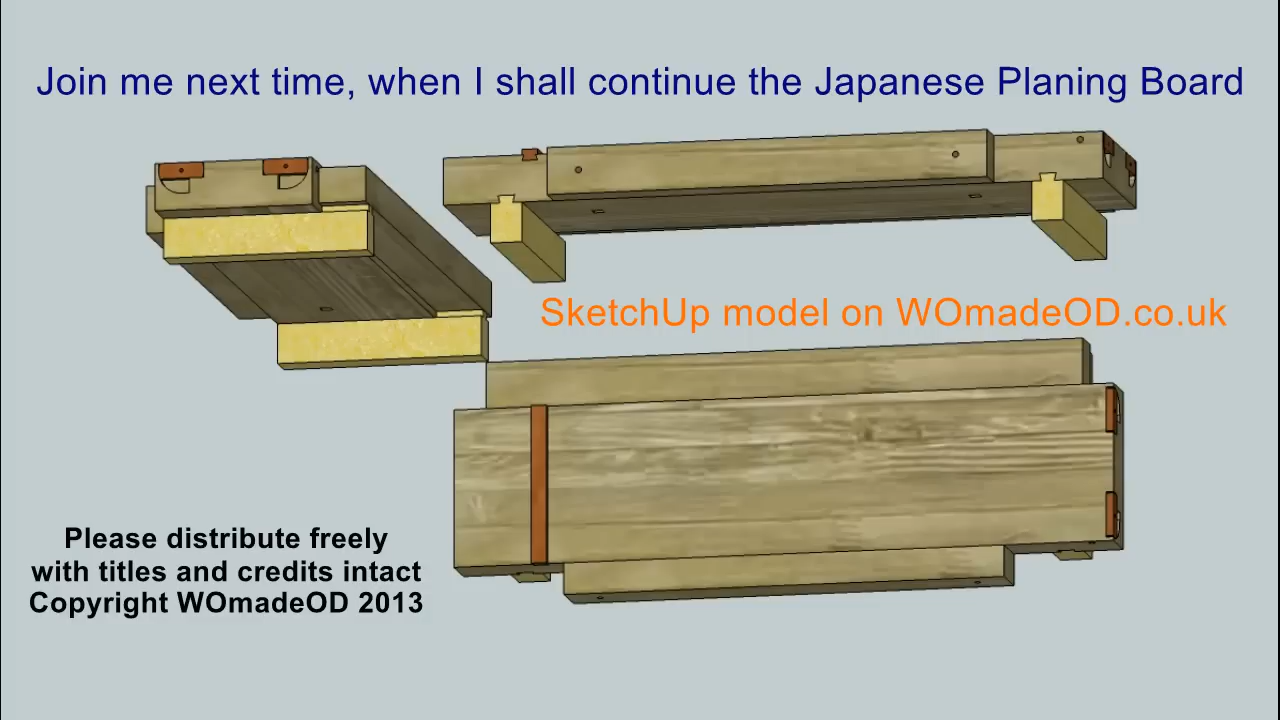 Join me next time, when I shall continue the Japanese Planing Board
SketchUp model on WOmadeOD.co.uk
Please distribute freely
with titles and credits intact
Copyright WOmadeOD 2013